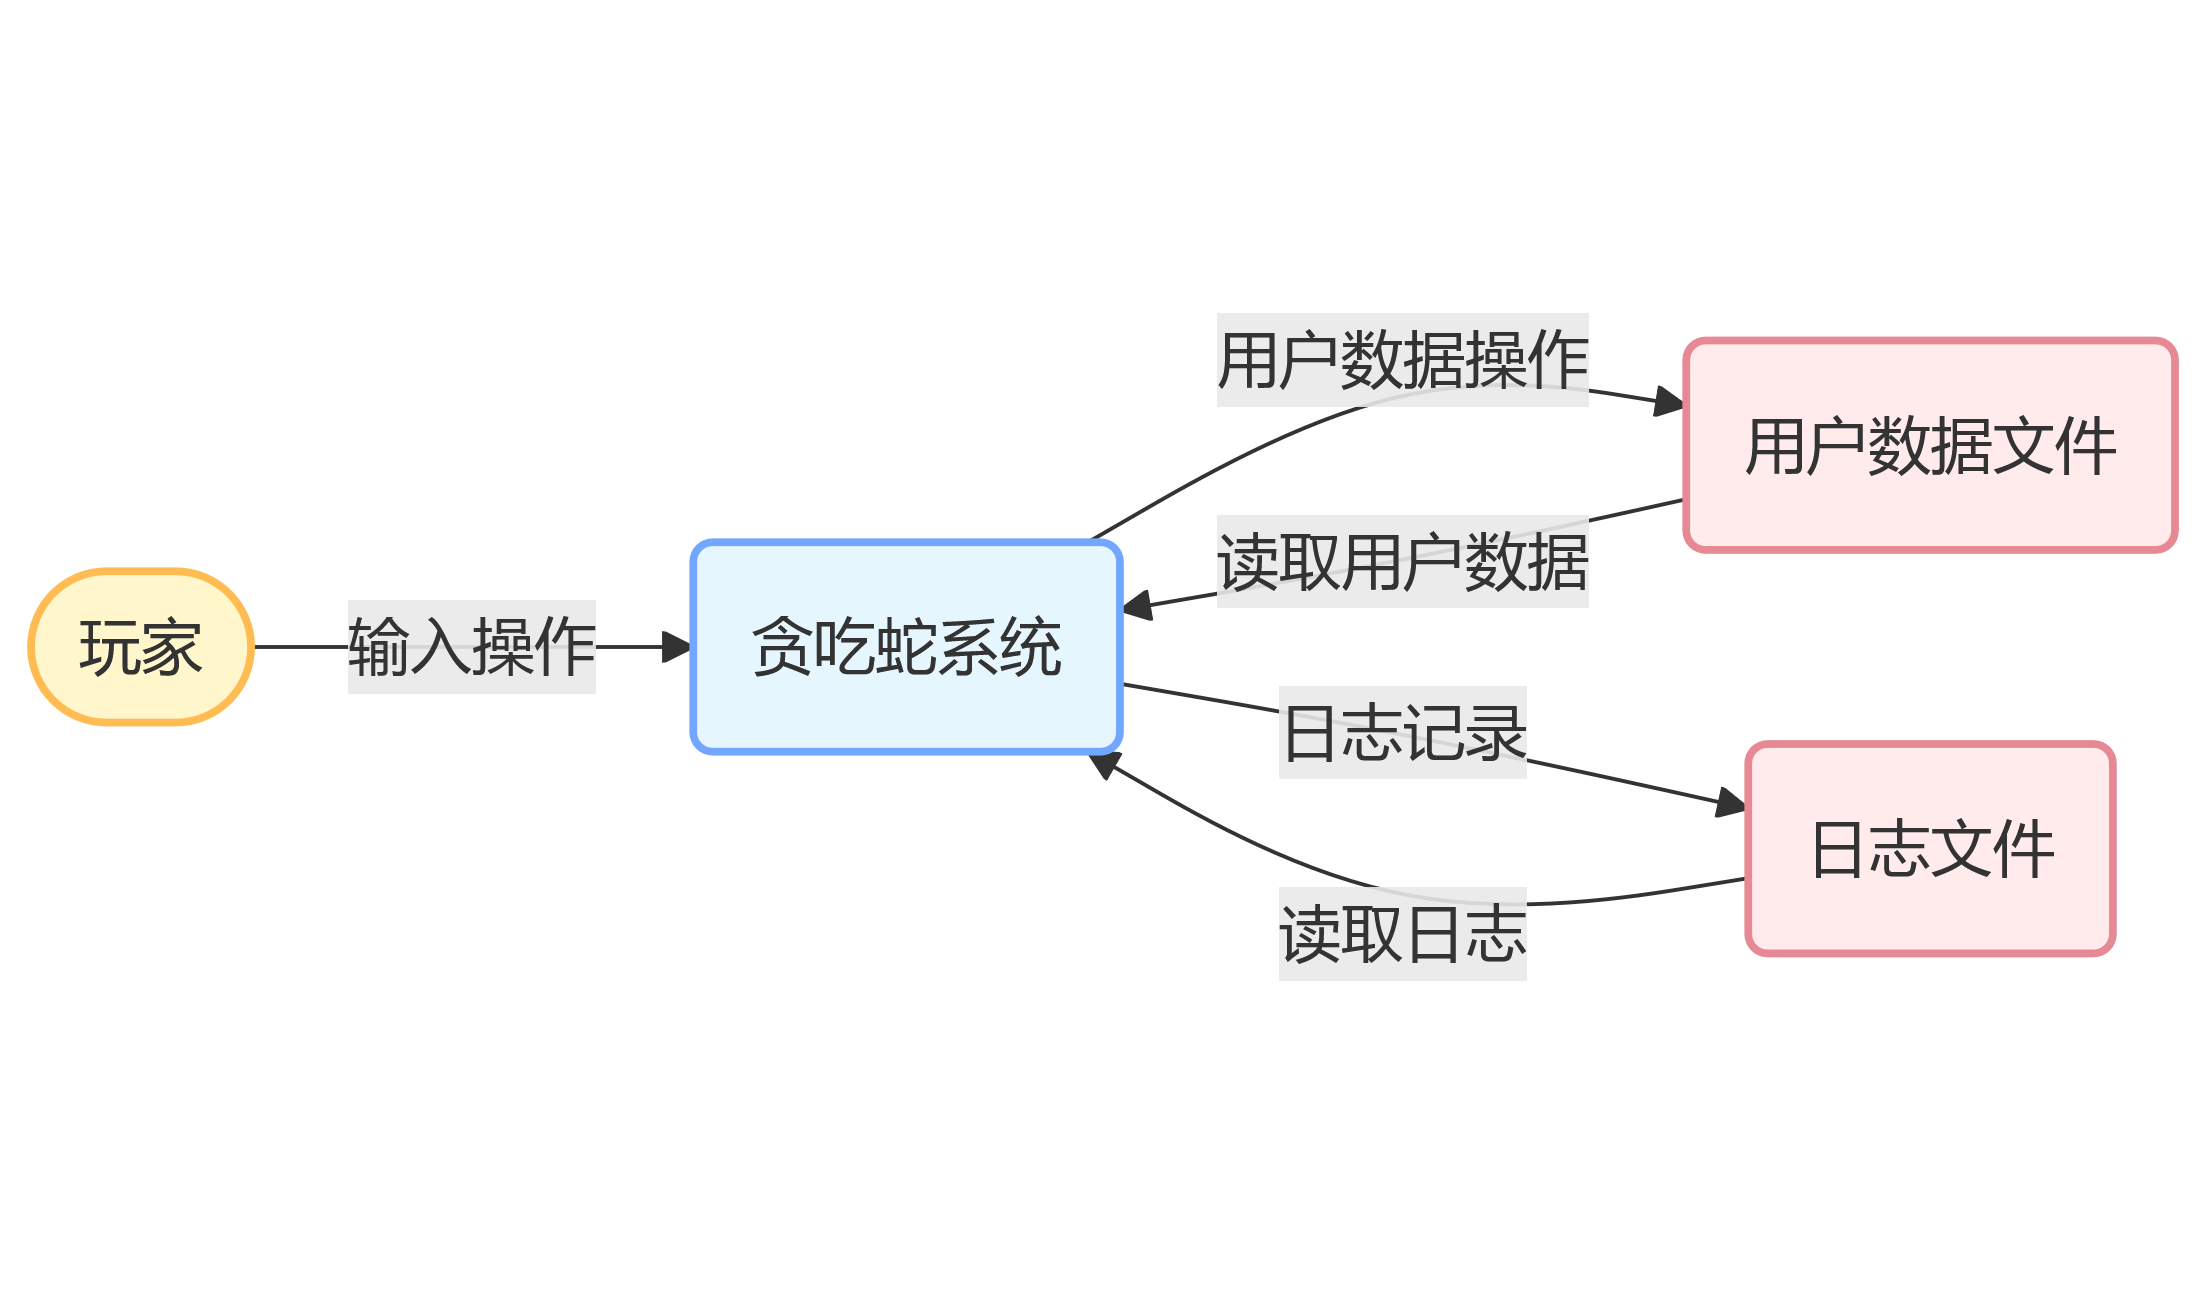 玩家
输入操作
贪吃蛇系统
用户数据操作
读取用户数据
日志记录
读取日志
用户数据文件
日志文件